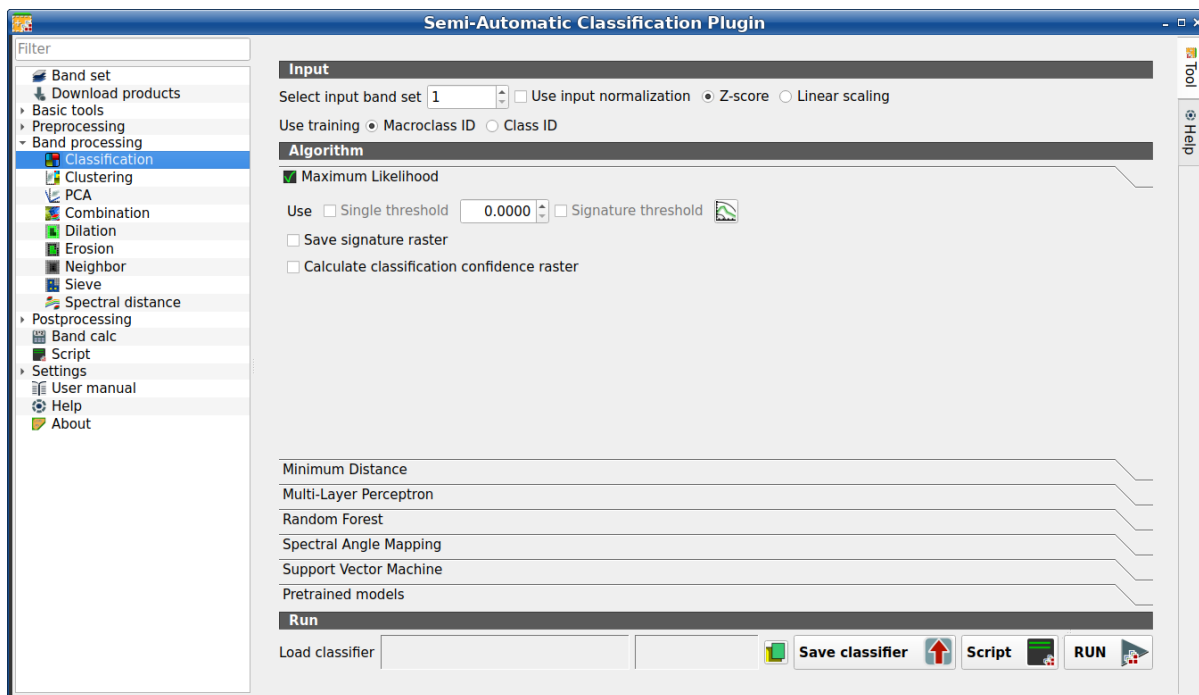 Semi-Automatic Classification Plugin
Filter
Band set
Download products
Basic tools
Preprocessing
Band processing
Classification
Clustering
PCA
Combination
Dilation
Erosion
Neighbor
Sieve
Spectral distance
Postprocessing
Band calc
Script
Settings
User manual
Help
About
Input
Select input band set 1 Use input normalization Z-score Linear scaling
Use training Macroclass ID Class ID
Algorithm
Maximum Likelihood
Use Single threshold 0.0000 Signature threshold
Save signature raster
Calculate classification confidence raster
Minimum Distance
Multi-Layer Perceptron
Random Forest
Spectral Angle Mapping
Support Vector Machine
Pretrained models
Run
Load classifier Save classifier Script RUN
Tool
Help